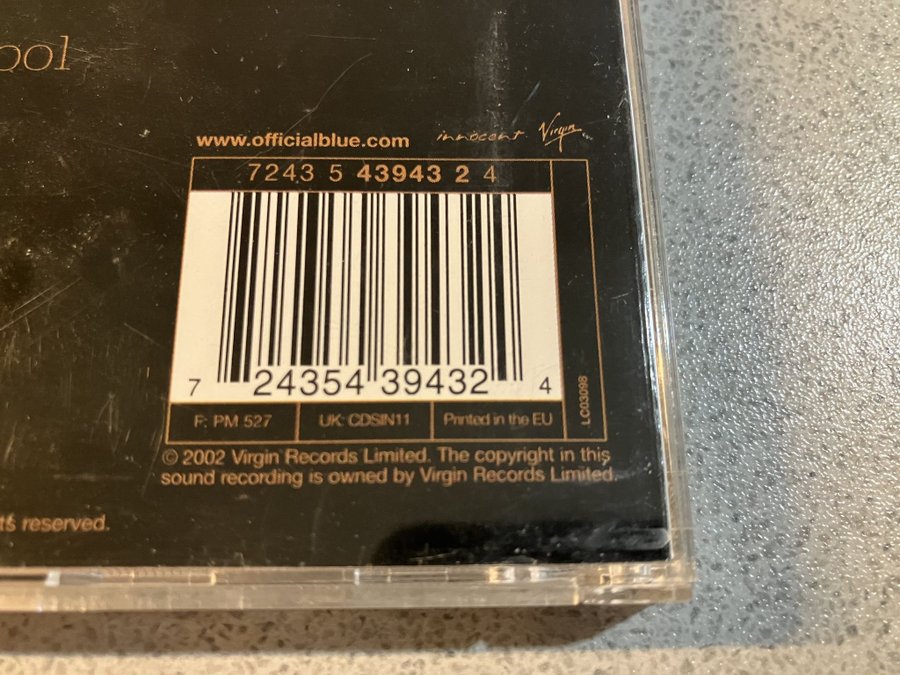 ool
www.officialblue.com innocent Virgin
7243 5 43943 2 4
7 24354 39432 4
LC03098
F: PM 527 UK: CDSIN11 Printed in the EU
© 2002 Virgin Records Limited. The copyright in this
sound recording is owned by Virgin Records Limited.
ts reserved.